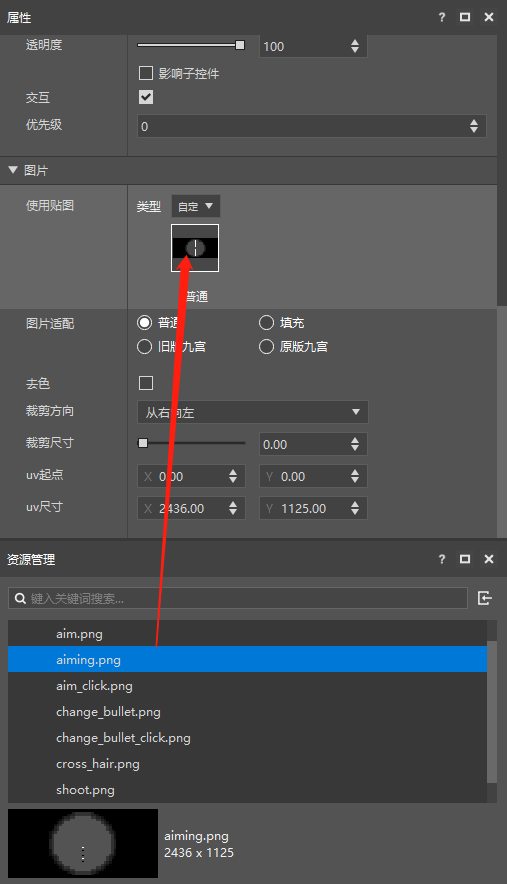 属性 ?
透明度 100
影响子控件
交互
优先级 0
图片
使用贴图 类型 自定
普通
图片适配 普通 填充
旧版九宫 原版九宫
去色
裁剪方向 从右向左
裁剪尺寸 0.00
uv起点 X 0.00 Y 0.00
uv尺寸 X 2436.00 Y 1125.00
资源管理 ?
键入关键词搜索...
aim.png
aiming.png
aim_click.png
change_bullet.png
change_bullet_click.png
cross_hair.png
shoot.png
aiming.png
2436 x 1125